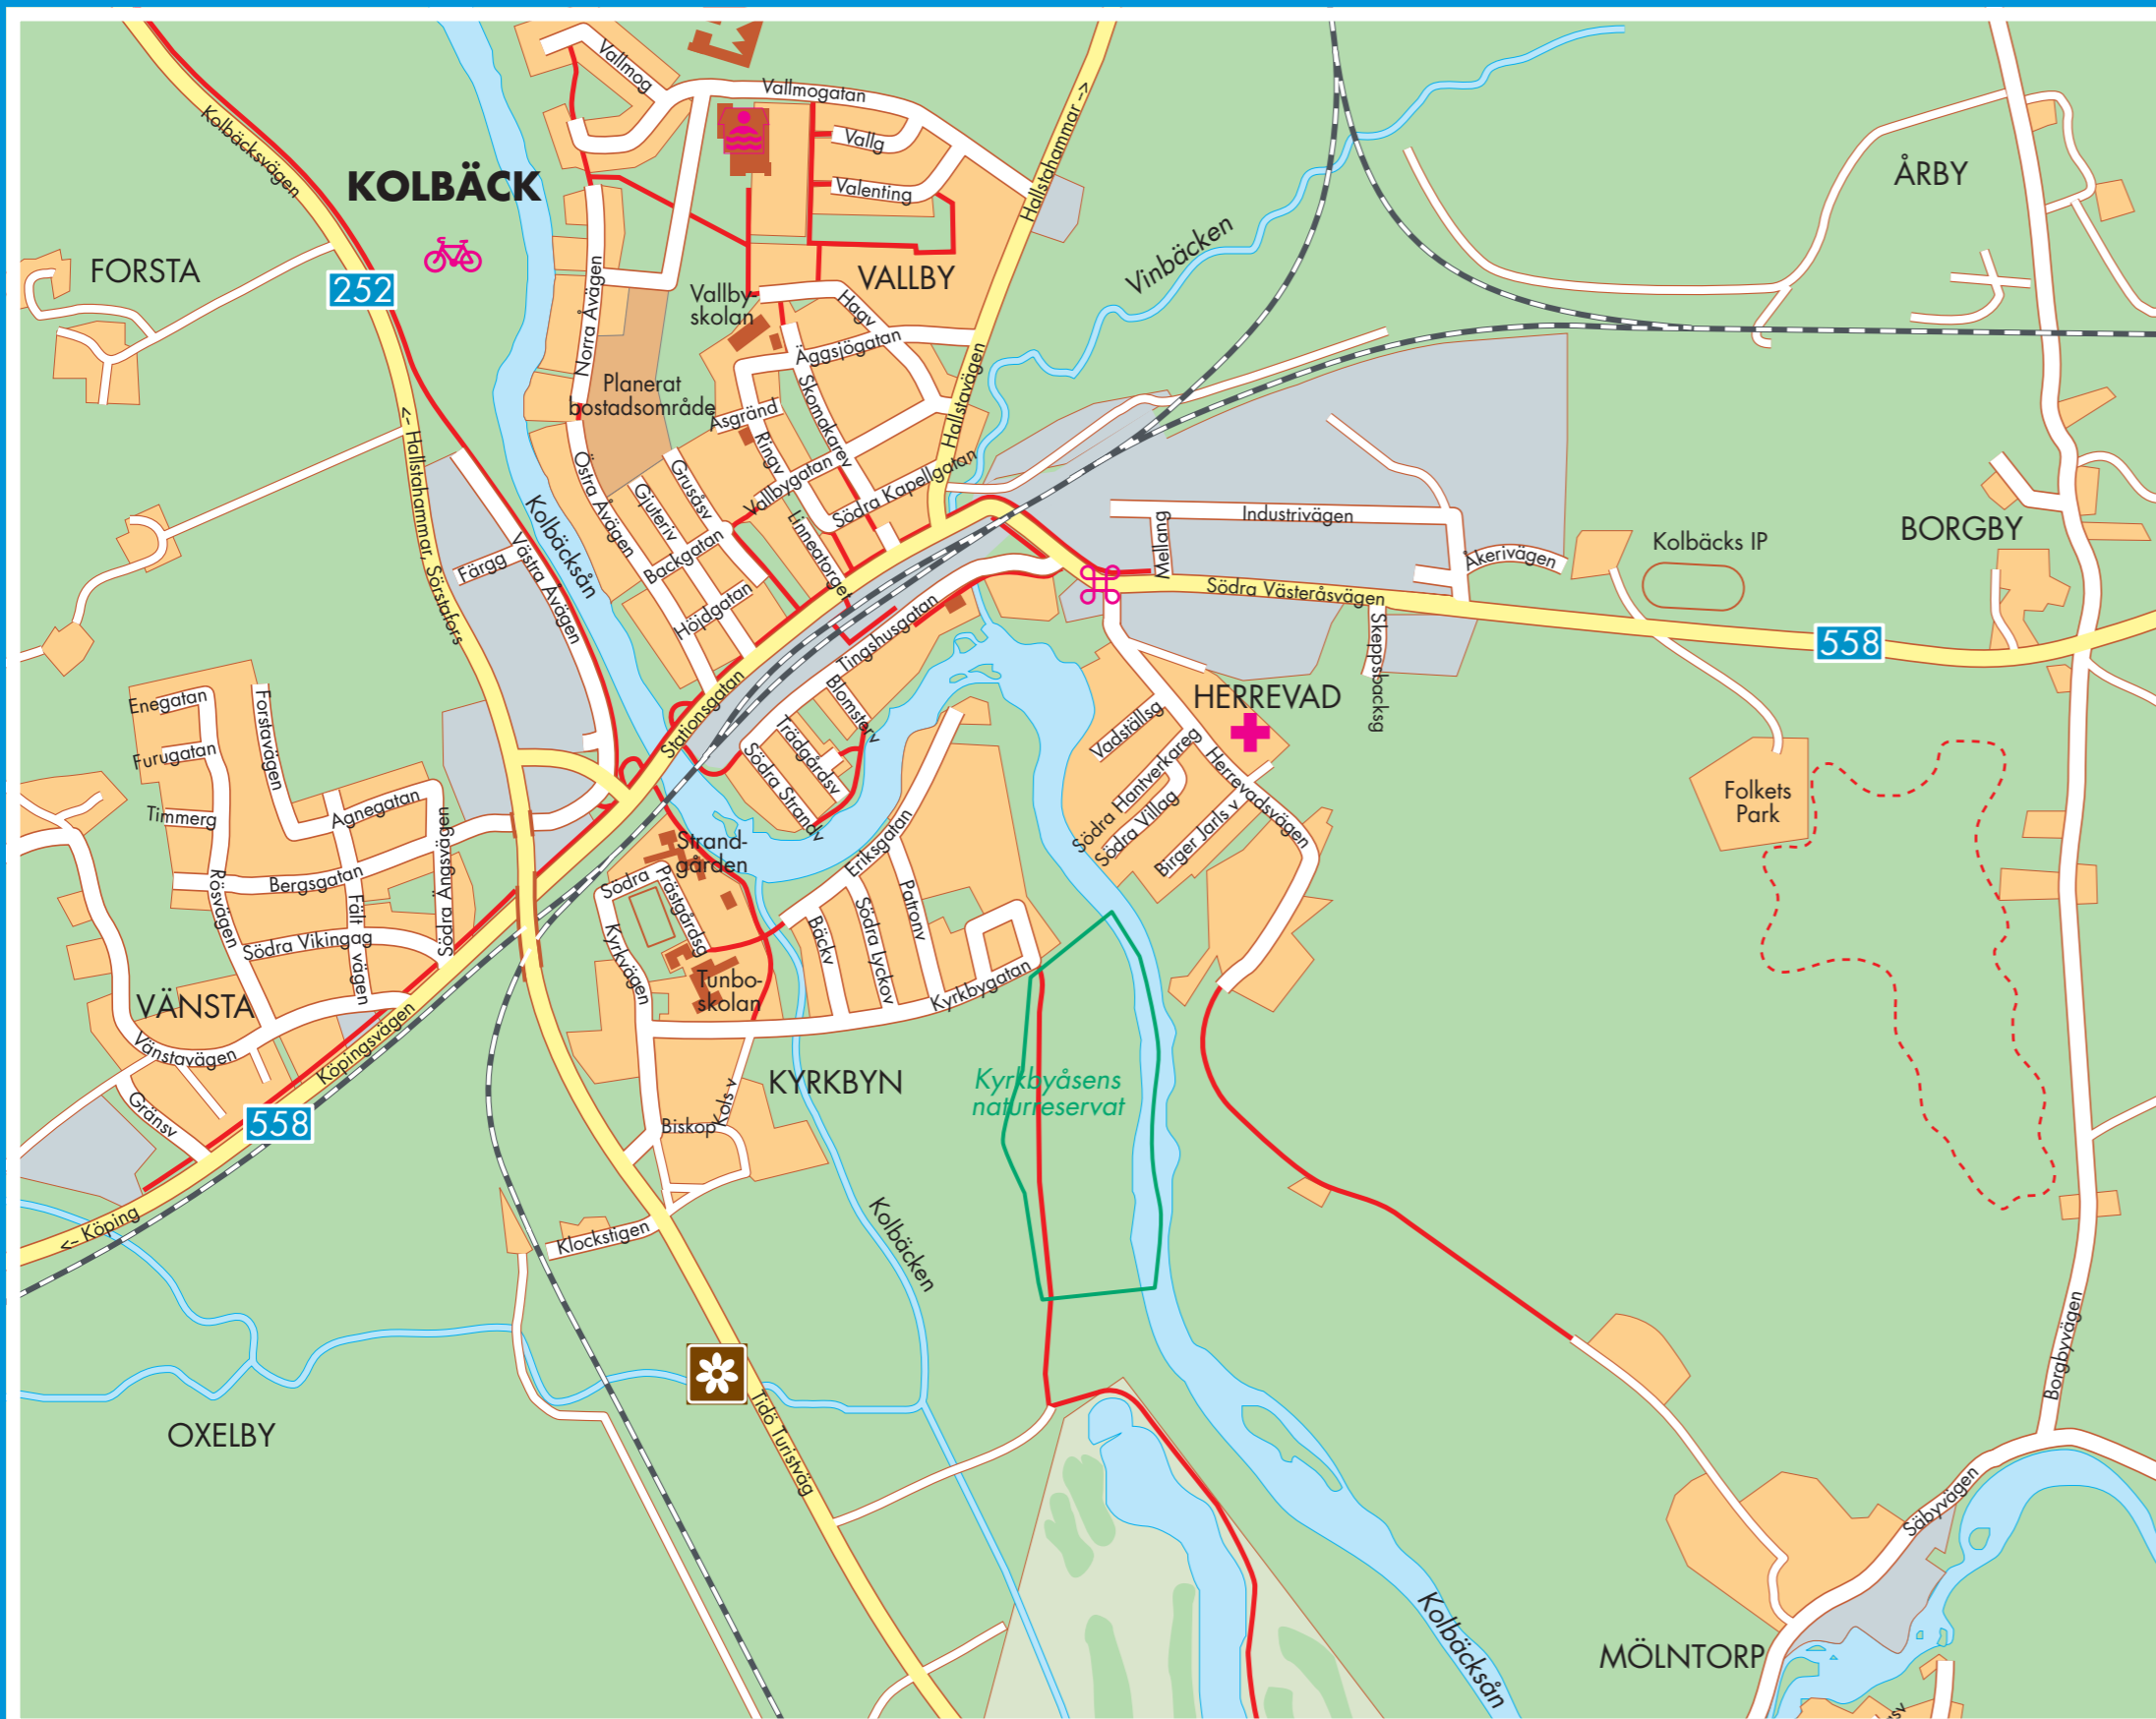 Vallmog
Vallmogatan
Vallg
Valenting
Hallstahammar ->
Kolbäcksvägen
KOLBÄCK
ÅRBY
FORSTA
252
Vinbäcken
VALLBY
Norra Åvägen
Vallby-
skolan
Hagv
Äggsjögatan
Hallstavägen
Planerat
bostadsområde
Åsgränd
Skomakarev
Ringv
<- Hallstahammar, Sörstafors
Östra Åvägen
Grusåsv
Gjuteriv
Vallbygatan
Södra Kapellgatan
Linneatorget
Backgatan
Höjdgatan
Kolbäcksån
Västra Åvägen
Färgg
Industrivägen
Mellang
Åkerivägen
Kolbäcks IP
BORGBY
Södra Västeråsvägen
558
Skeppsbacksg
Tingshusgatan
Stationsgatan
Blomsterv
Trädgårdsv
Södra Strandv
HERREVAD
Vadställsg
Södra Hantverkareg
Södra Villag
Birger Jarls v
Herrevadsvägen
Folkets
Park
Enegatan
Furugatan
Timmerg
Forstavägen
Agnegatan
Bergsgatan
Rösvägen
Södra Ängsvägen
Fält
vägen
Södra Vikingag
VÄNSTA
Vänstavägen
Gränsv
Köpingsvägen
558
<- Köping
Strand-
gården
Södra
Prästgårdsg
Kyrkvägen
Tunbo-
skolan
Eriksgatan
Bäckv
Södra Lyckov
Patronv
Kyrkbygatan
KYRKBYN
Biskop
Kols v
Klockstigen
Kyrkbyåsens
naturreservat
Kolbäcken
OXELBY
Tidö Turistväg
Borgbyvägen
Säbyvägen
MÖLNTORP
Kolbäcksån